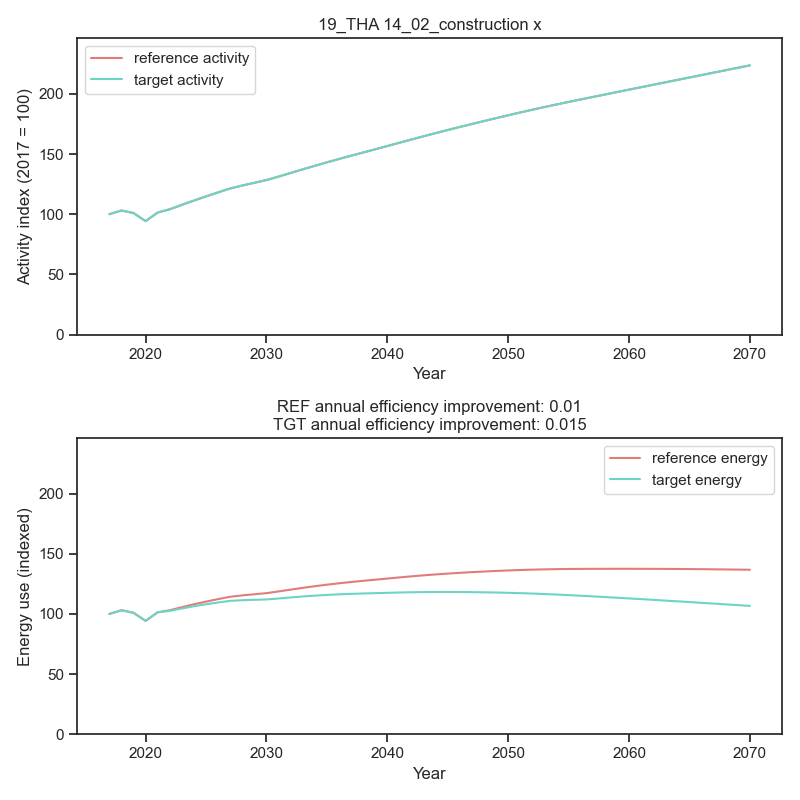 19_THA 14_02_construction x
reference activity
target activity
Activity index (2017 = 100)
200
150
100
50
0
2020 2030 2040 2050 2060 2070
Year
REF annual efficiency improvement: 0.01
TGT annual efficiency improvement: 0.015
reference energy
target energy
Energy use (indexed)
200
150
100
50
0
2020 2030 2040 2050 2060 2070
Year